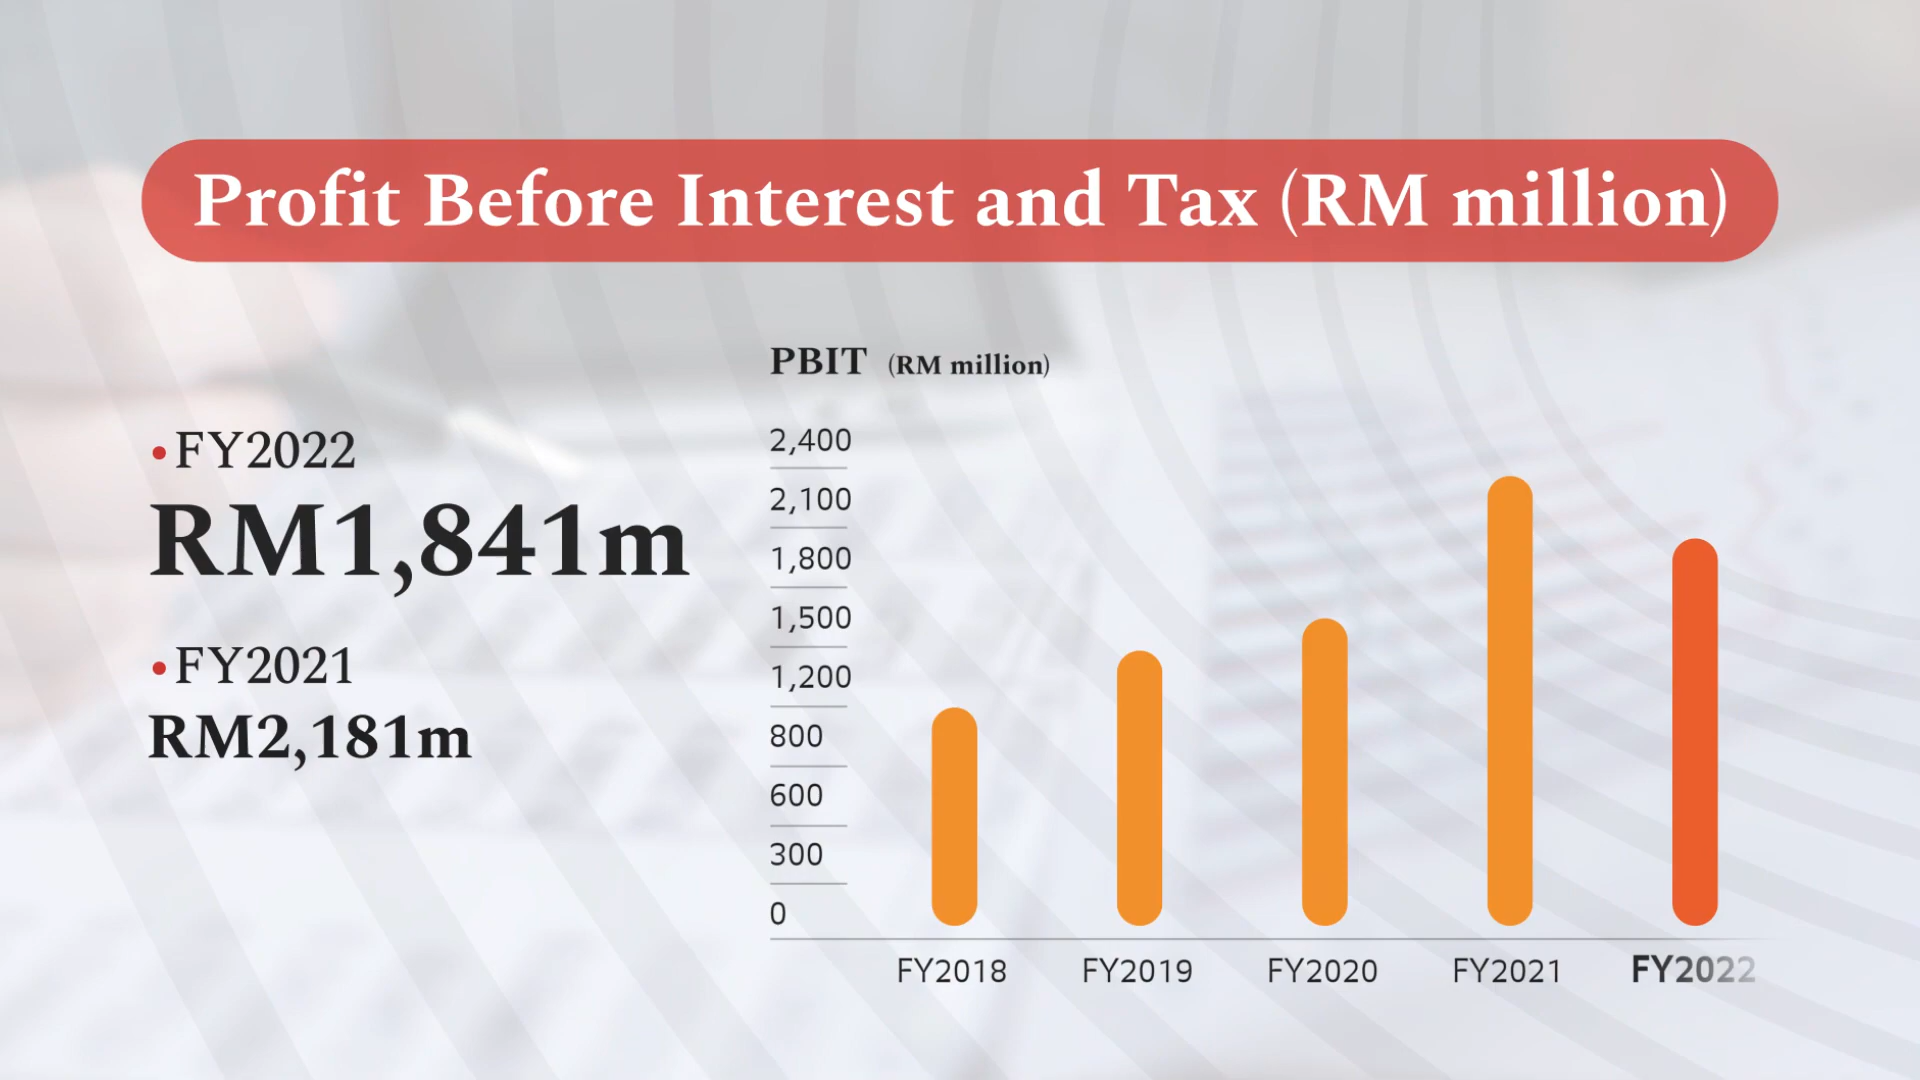 Profit Before Interest and Tax (RM million)
• FY2022
RM1,841m
• FY2021
RM2,181m
PBIT (RM million)
2,400
2,100
1,800
1,500
1,200
800
600
300
0
FY2018 FY2019 FY2020 FY2021 FY2022